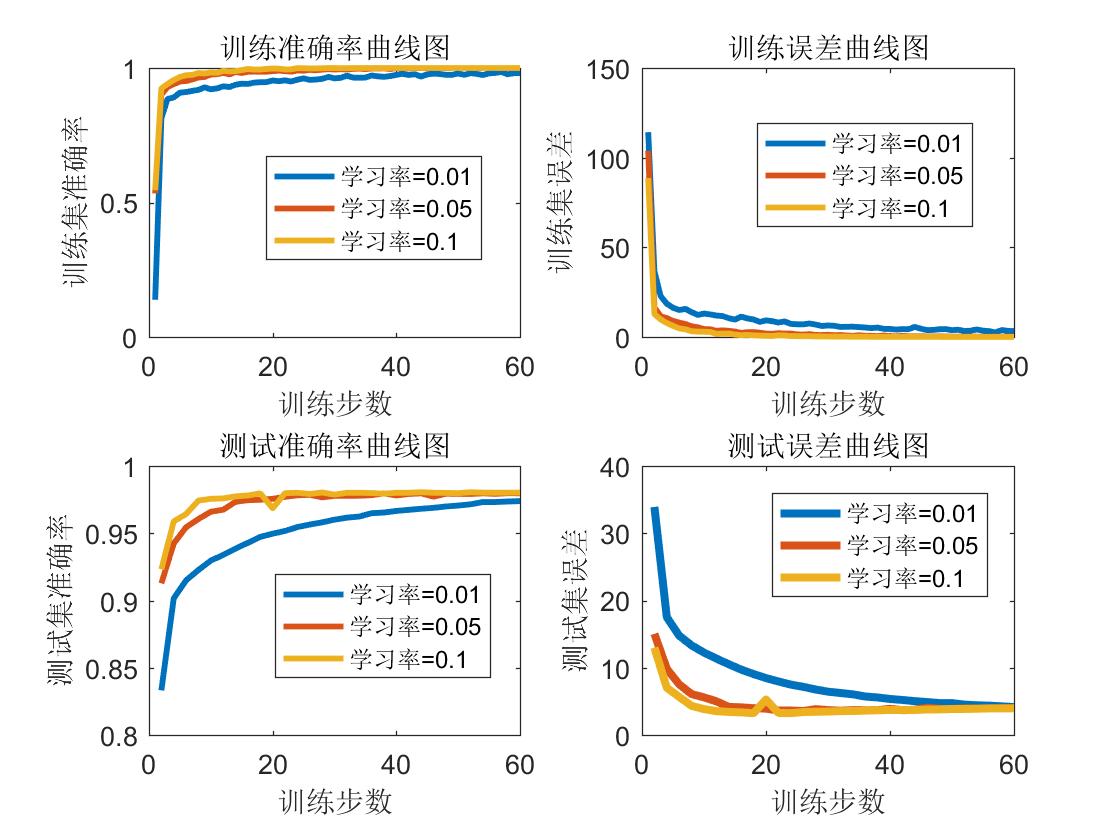 训练准确率曲线图
1
0.5
0
训练集准确率
学习率=0.01
学习率=0.05
学习率=0.1
0 20 40 60
训练步数
训练误差曲线图
150
100
50
0
训练集误差
学习率=0.01
学习率=0.05
学习率=0.1
0 20 40 60
训练步数
测试准确率曲线图
1
0.95
0.9
0.85
0.8
测试集准确率
学习率=0.01
学习率=0.05
学习率=0.1
0 20 40 60
训练步数
测试误差曲线图
40
30
20
10
0
测试集误差
学习率=0.01
学习率=0.05
学习率=0.1
0 20 40 60
训练步数